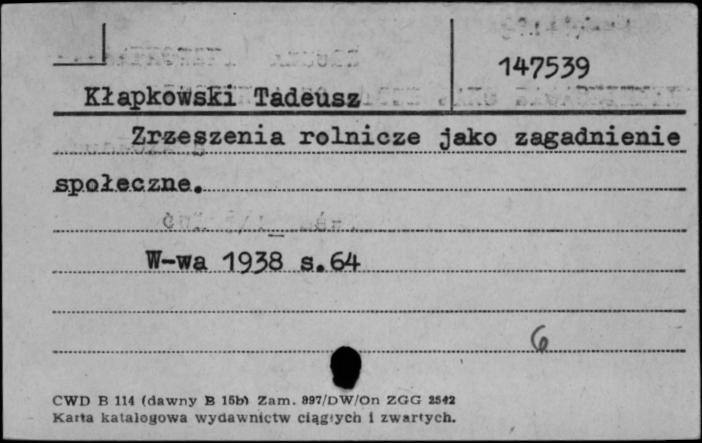 147539
Kłapkowski Tadeusz
Zrzeszenia rolnicze jako zagadnienie
społeczne.
W-wa 1938 s.64
6
CWD B 114 (dawny B 15b) Zam. 897/DW/On ZGG 2542
Karta katalogowa wydawnictw ciągłych i zwartych.